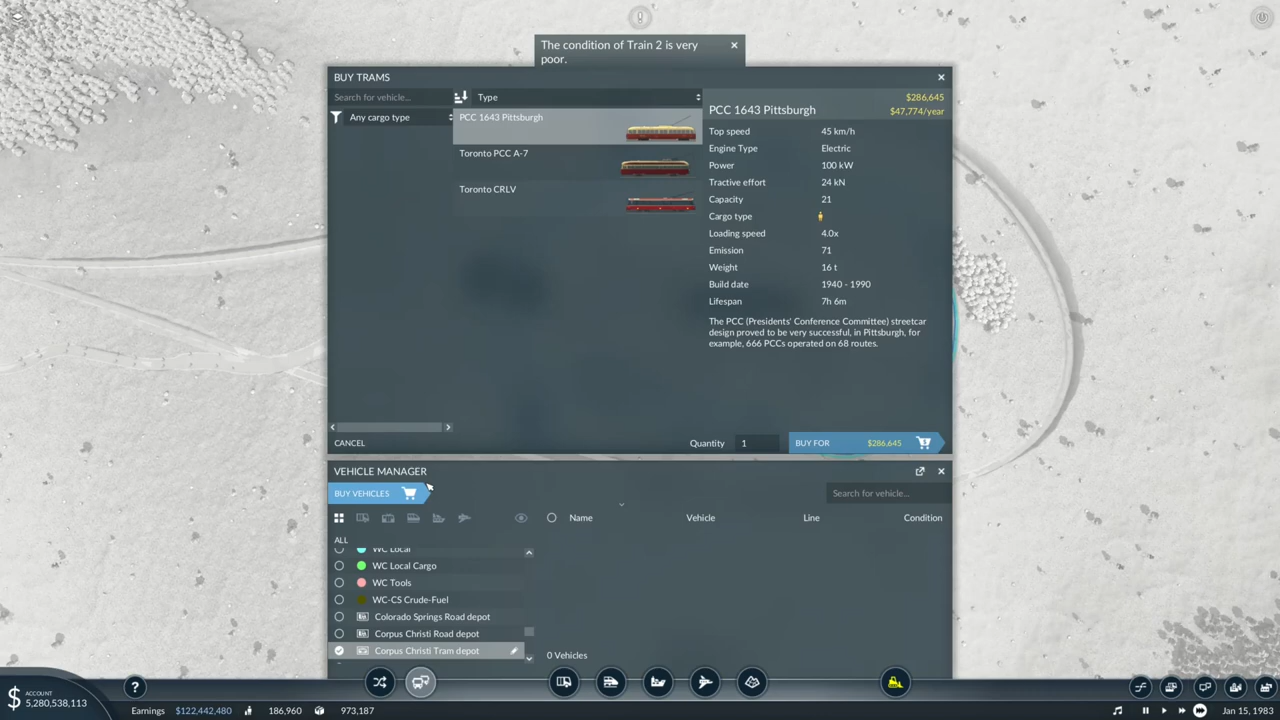 The condition of Train 2 is very
poor.
BUY TRAMS
Search for vehicle...
Type
Any cargo type
PCC 1643 Pittsburgh
Toronto PCC A-7
Toronto CRLV
$286,645
PCC 1643 Pittsburgh
$47,774/year
Top speed 45 km/h
Engine Type Electric
Power 100 kW
Tractive effort 24 kN
Capacity 21
Cargo type
Loading speed 4.0x
Emission 71
Weight 16 t
Build date 1940 - 1990
Lifespan 7h 6m
The PCC (Presidents' Conference Committee) streetcar
design proved to be very successful, in Pittsburgh, for
example, 666 PCCs operated on 68 routes.
CANCEL
Quantity 1
BUY FOR $286,645
VEHICLE MANAGER
BUY VEHICLES
Search for vehicle...
Name Vehicle Line Condition
ALL
WC Local
WC Local Cargo
WC Tools
WC-CS Crude-Fuel
Colorado Springs Road depot
Corpus Christi Road depot
Corpus Christi Tram depot
0 Vehicles
$ ACCOUNT
5,280,538,113
?
Earnings $122,442,480 186,960 973,187
Jan 15, 1983